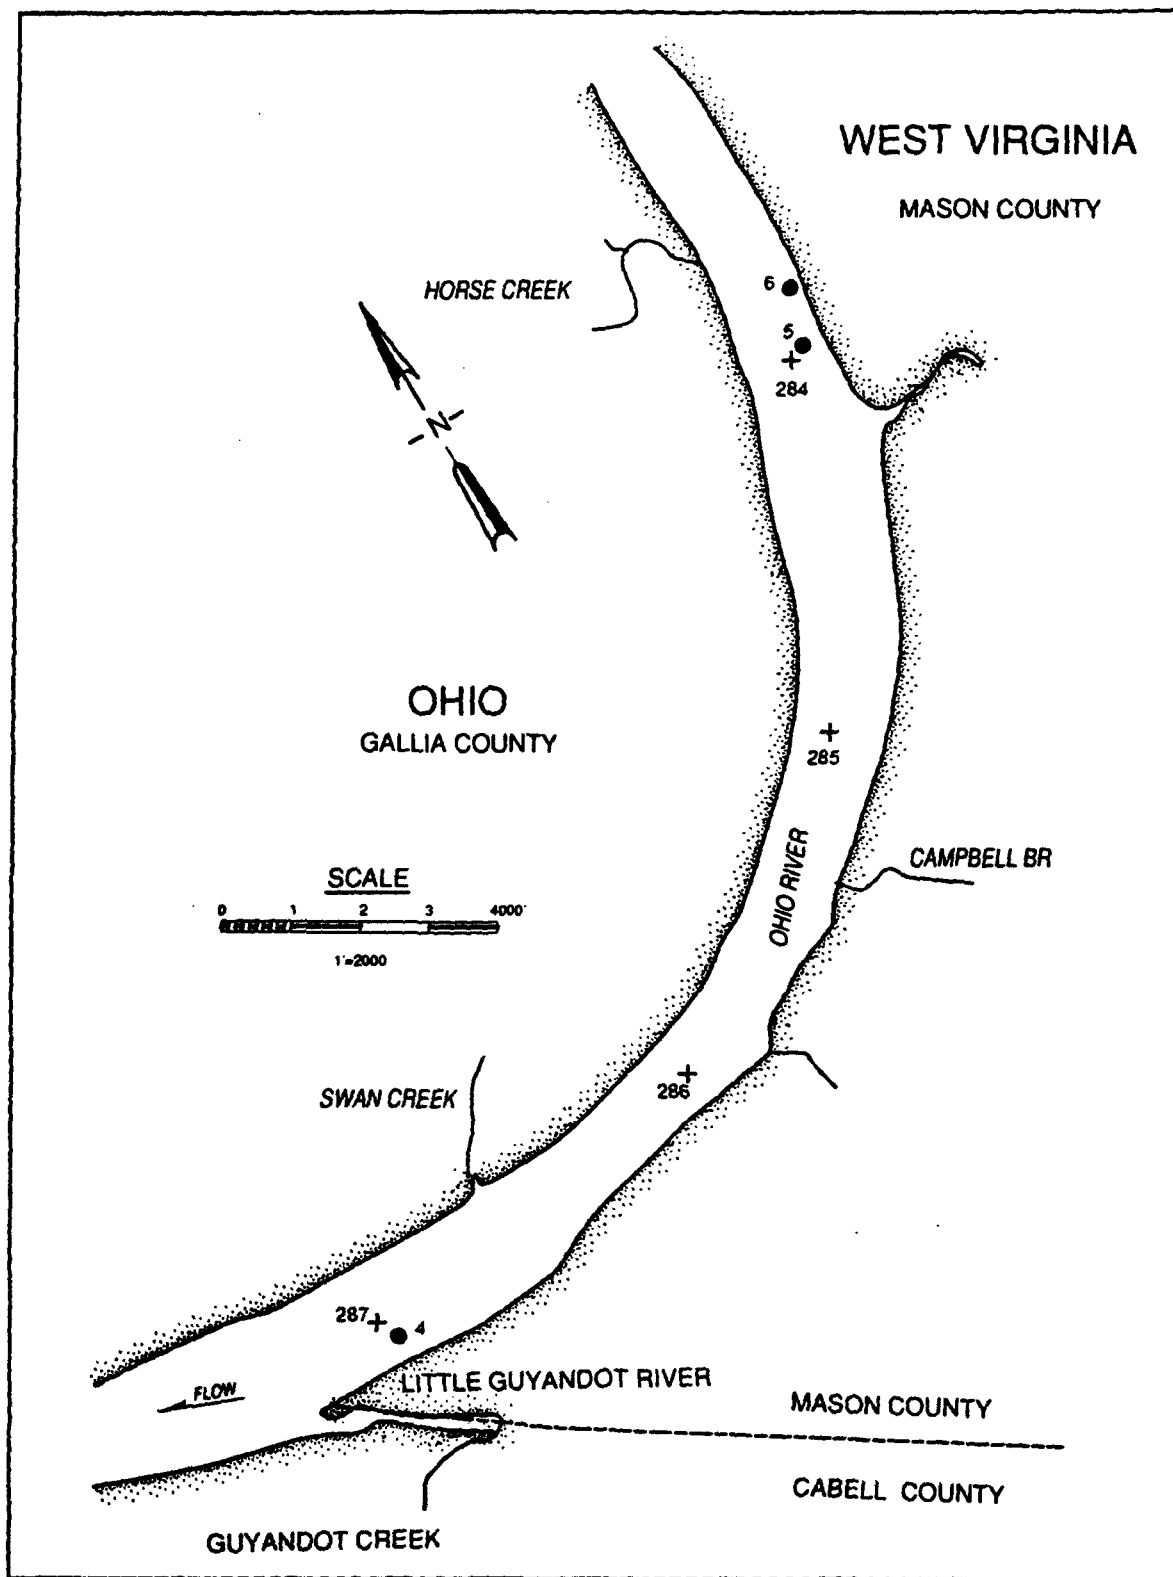 WEST VIRGINIA
MASON COUNTY
HORSE CREEK
6
5
284
N
OHIO
GALLIA COUNTY
285
OHIO RIVER
CAMPBELL BR
SCALE
0 1 2 3 4000'
1"=2000
286
SWAN CREEK
287
4
FLOW
LITTLE GUYANDOT RIVER
MASON COUNTY
CABELL COUNTY
GUYANDOT CREEK